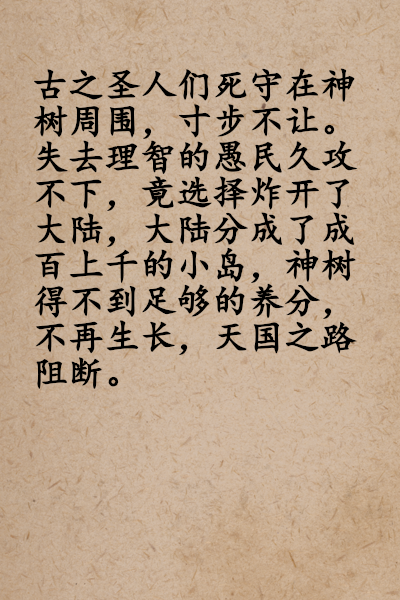 古之圣人们死守在神
树周围，寸步不让。
失去理智的愚民久攻
不下，竟选择炸开了
大陆，大陆分成了成
百上千的小岛，神树
得不到足够的养分，
不再生长，天国之路
阻断。